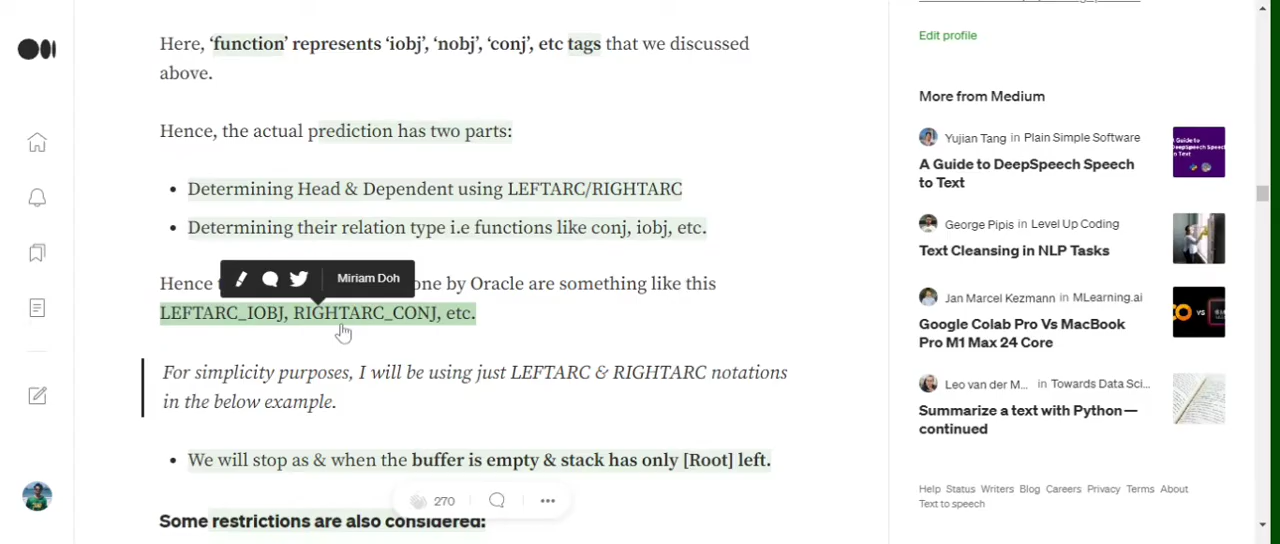 Here, ‘function’ represents ‘iobj’, ‘nobj’, ‘conj’, etc tags that we discussed
above.
Hence, the actual prediction has two parts:
• Determining Head & Dependent using LEFTARC/RIGHTARC
• Determining their relation type i.e functions like conj, iobj, etc.
Miriam Doh
Hence one by Oracle are something like this
LEFTARC_IOBJ, RIGHTARC_CONJ, etc.
For simplicity purposes, I will be using just LEFTARC & RIGHTARC notations
in the below example.
• We will stop as & when the buffer is empty & stack has only [Root] left.
270
Some restrictions are also considered:
Edit profile
More from Medium
Yujian Tang in Plain Simple Software
A Guide to DeepSpeech Speech
to Text
George Pipis in Level Up Coding
Text Cleansing in NLP Tasks
Jan Marcel Kezmann in MLearning.ai
Google Colab Pro Vs MacBook
Pro M1 Max 24 Core
Leo van der M... in Towards Data Sci...
Summarize a text with Python —
continued
Help Status Writers Blog Careers Privacy Terms About
Text to speech